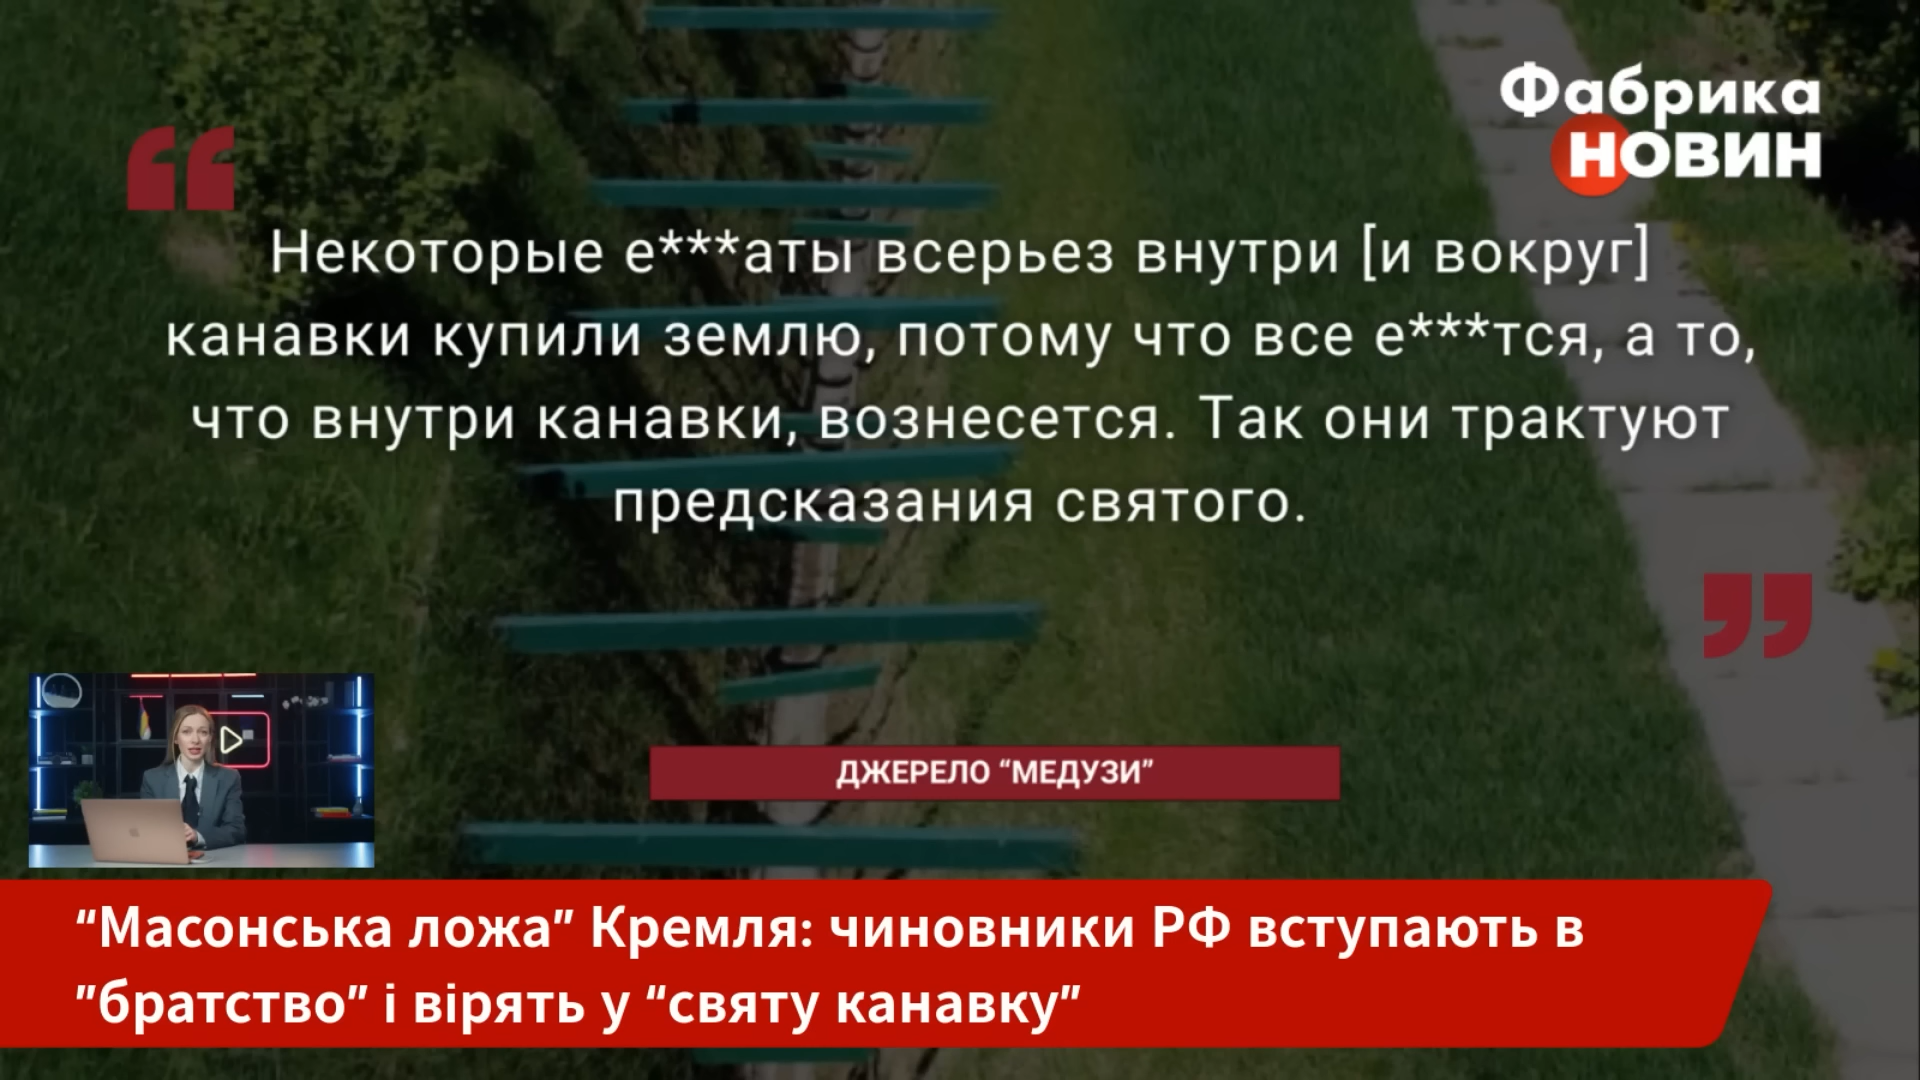 Фабрика
новин
“
Некоторые е***аты всерьез внутри [и вокруг]
канавки купили землю, потому что все е***тся, а то,
что внутри канавки, вознесется. Так они трактуют
предсказания святого.
”
ДЖЕРЕЛО “МЕДУЗИ”
“Масонська ложа” Кремля: чиновники РФ вступають в
"братство" і вірять у “святу канавку”